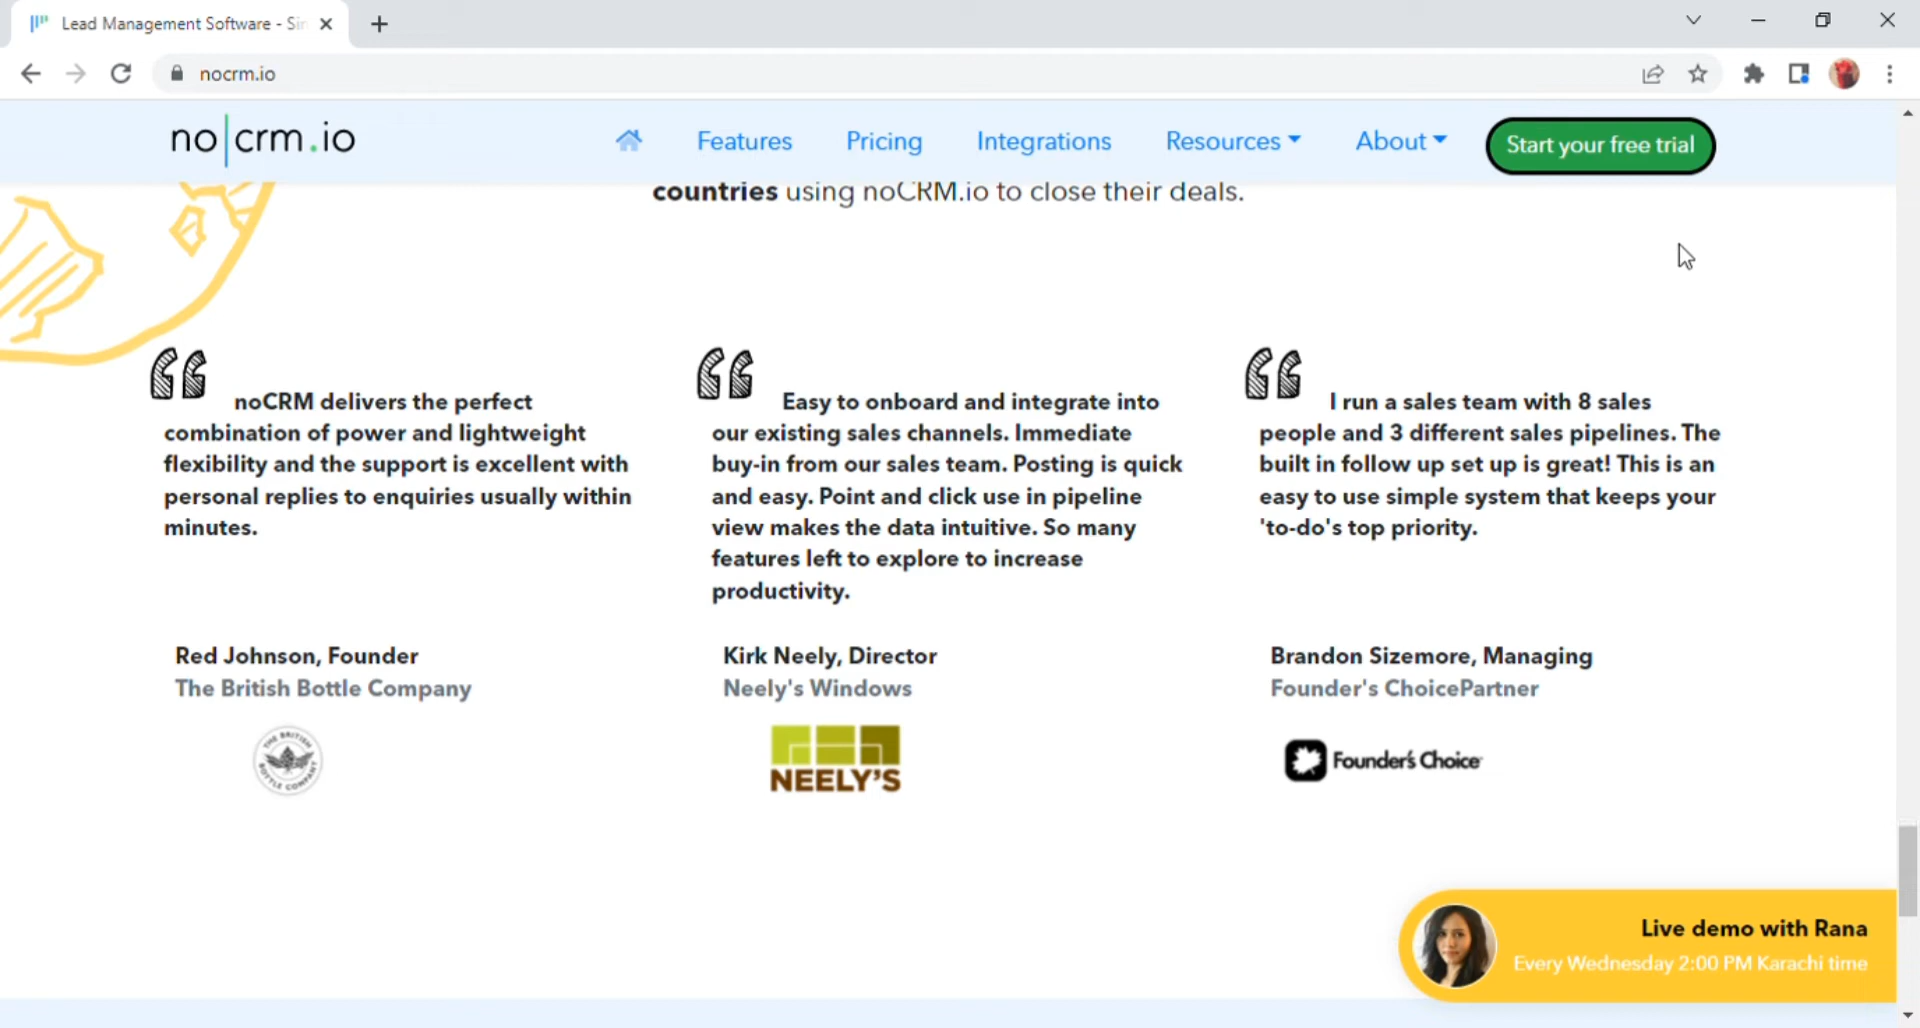 Lead Management Software - Sin
nocrm.io
no|crm.io
Features
Pricing
Integrations
Resources
About
Start your free trial
countries using noCRM.io to close their deals.
noCRM delivers the perfect
combination of power and lightweight
flexibility and the support is excellent with
personal replies to enquiries usually within
minutes.
Red Johnson, Founder
The British Bottle Company
THE BRITISH
BOTTLE COMPANY
Easy to onboard and integrate into
our existing sales channels. Immediate
buy-in from our sales team. Posting is quick
and easy. Point and click use in pipeline
view makes the data intuitive. So many
features left to explore to increase
productivity.
Kirk Neely, Director
Neely's Windows
NEELY'S
I run a sales team with 8 sales
people and 3 different sales pipelines. The
built in follow up set up is great! This is an
easy to use simple system that keeps your
'to-do's top priority.
Brandon Sizemore, Managing
Founder's ChoicePartner
Founder's Choice
Live demo with Rana
Every Wednesday 2:00 PM Karachi time